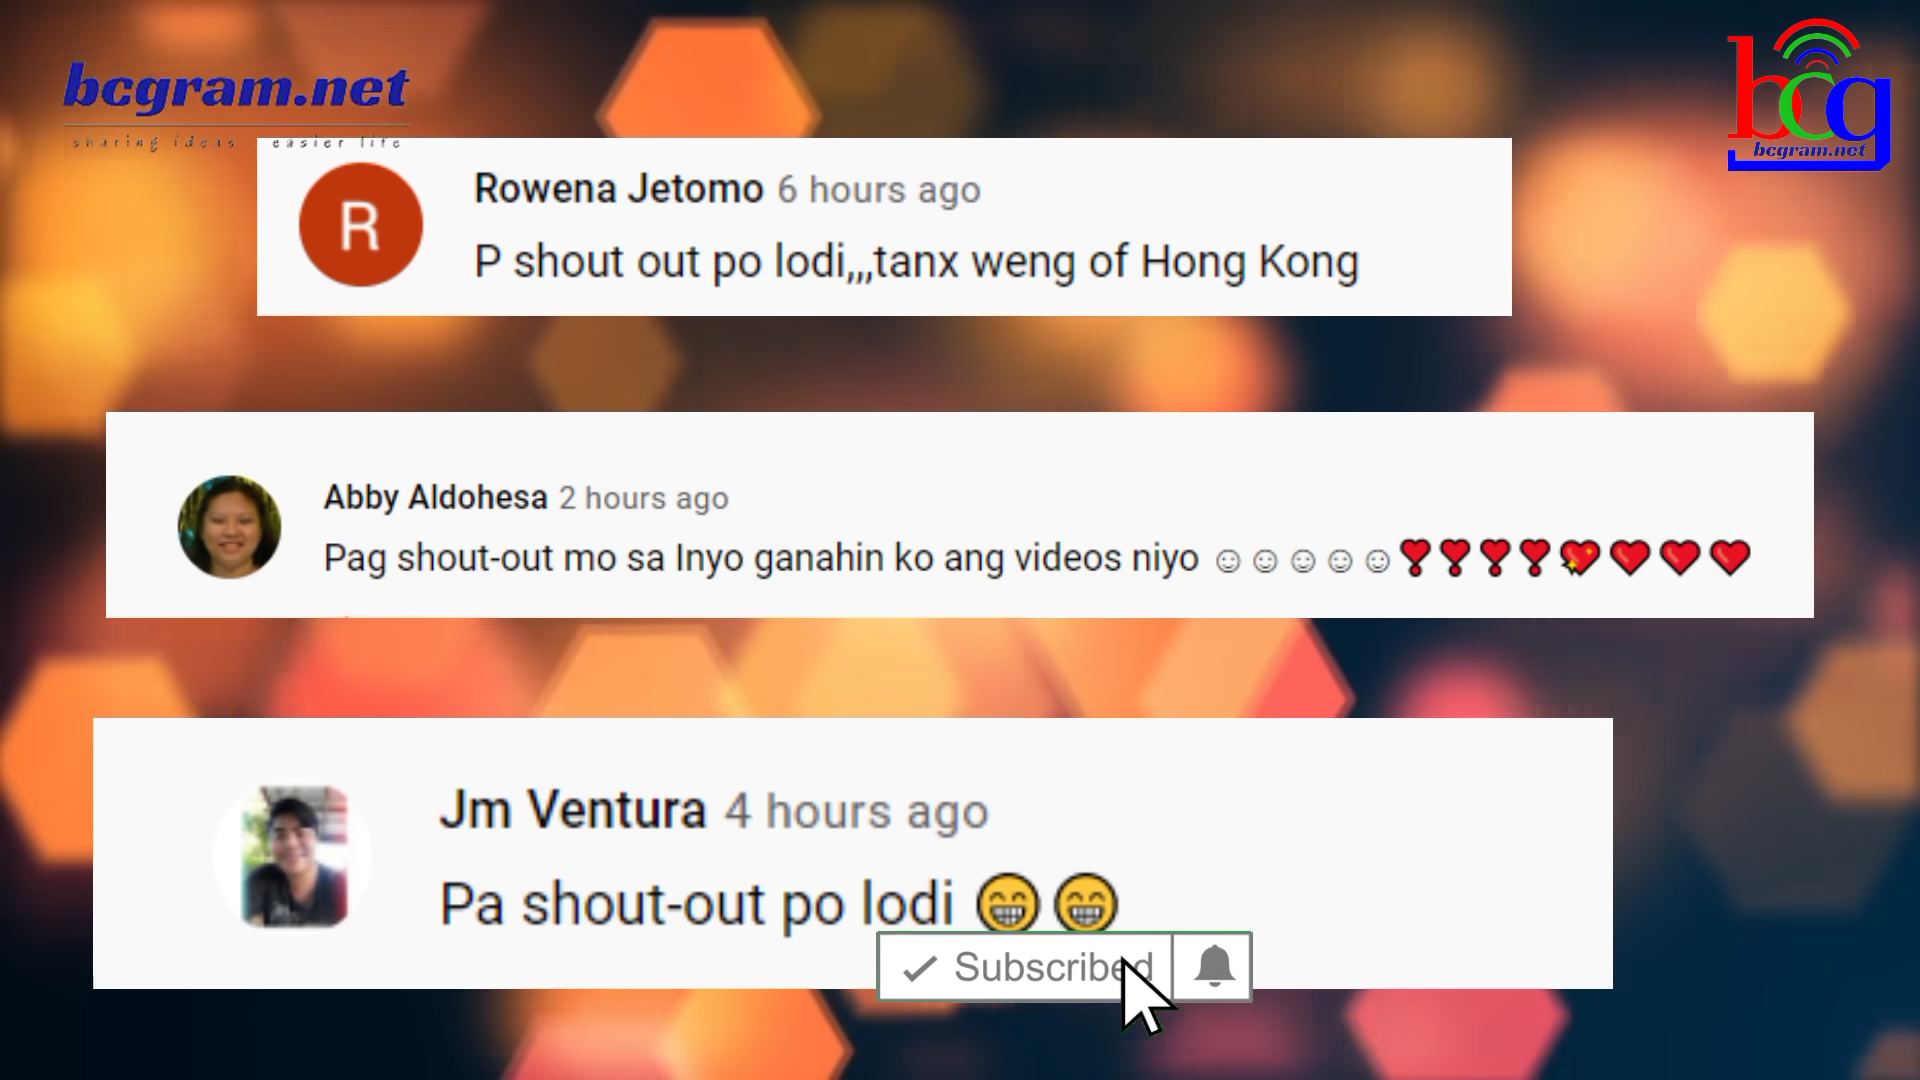 bcgram.net
sharing ideas . easier life
bcg
bcgram.net
R
Rowena Jetomo 6 hours ago
P shout out po lodi,,,tanx weng of Hong Kong
Abby Aldohesa 2 hours ago
Pag shout-out mo sa Inyo ganahin ko ang videos niyo ☺☺☺☺☺❣❣❣❣💖❤❤❤
Jm Ventura 4 hours ago
Pa shout-out po lodi 😁😁
Subscribed